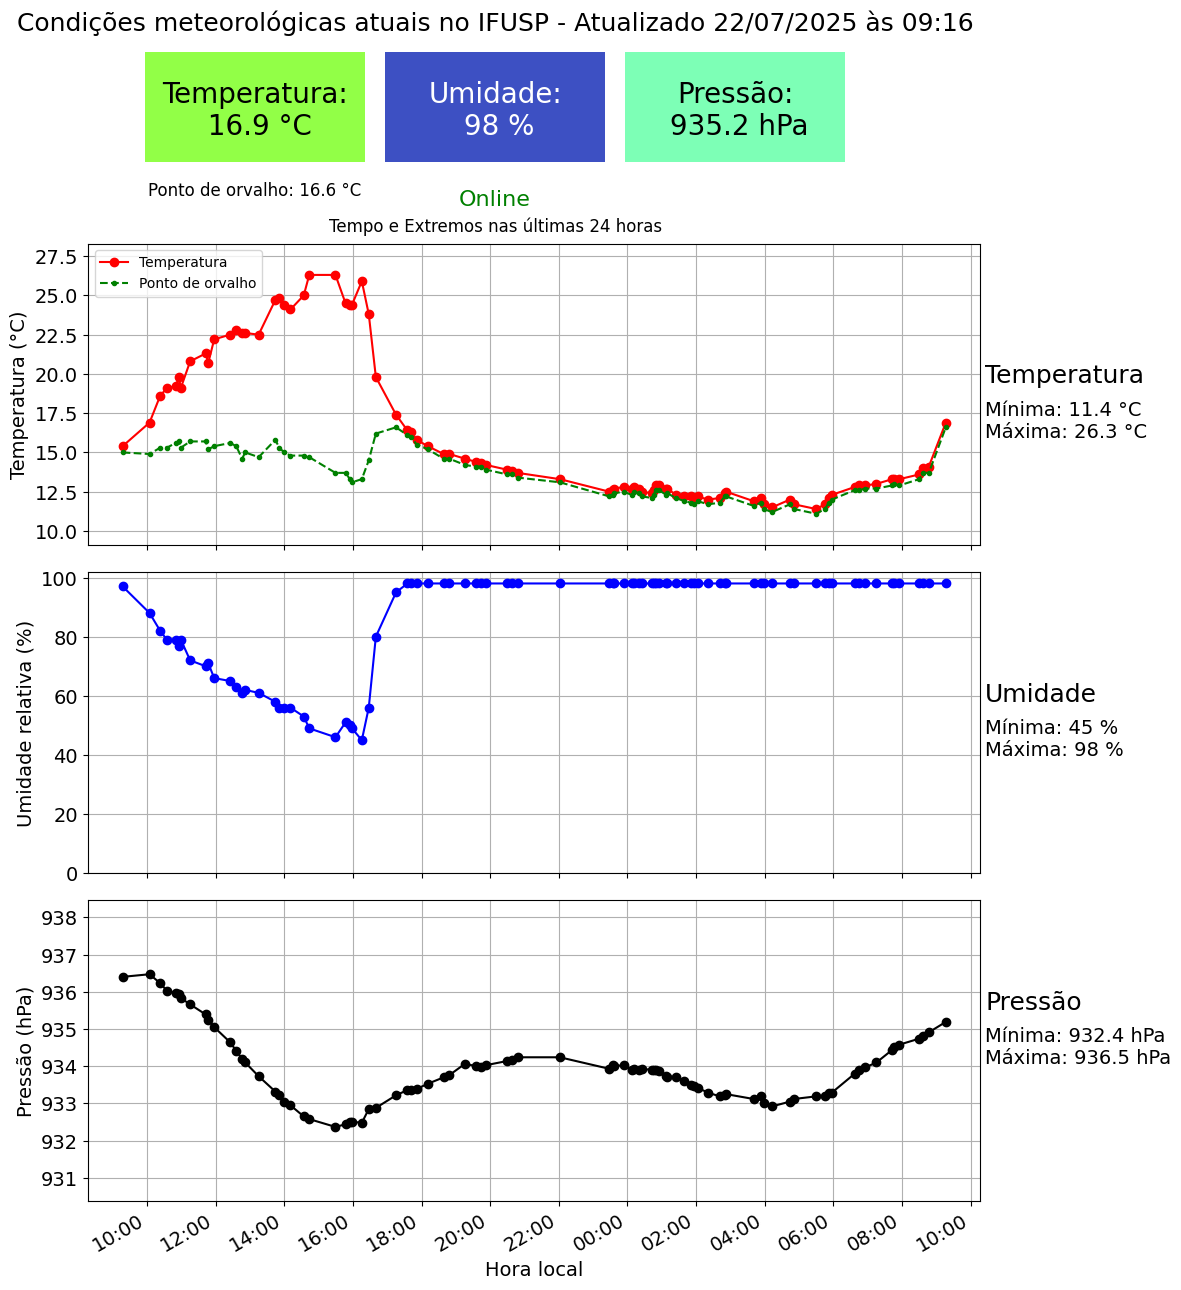 Condições meteorológicas atuais no IFUSP - Atualizado 22/07/2025 às 09:16
Temperatura:
16.9 °C
Umidade:
98 %
Pressão:
935.2 hPa
Ponto de orvalho: 16.6 °C
Online
Tempo e Extremos nas últimas 24 horas
Temperatura (°C)
27.5
25.0
22.5
20.0
17.5
15.0
12.5
10.0
Temperatura
Ponto de orvalho
Temperatura
Mínima: 11.4 °C
Máxima: 26.3 °C
Umidade relativa (%)
100
80
60
40
20
0
Umidade
Mínima: 45 %
Máxima: 98 %
Pressão (hPa)
938
937
936
935
934
933
932
931
Pressão
Mínima: 932.4 hPa
Máxima: 936.5 hPa
10:00
12:00
14:00
16:00
18:00
20:00
22:00
00:00
02:00
04:00
06:00
08:00
10:00
Hora local